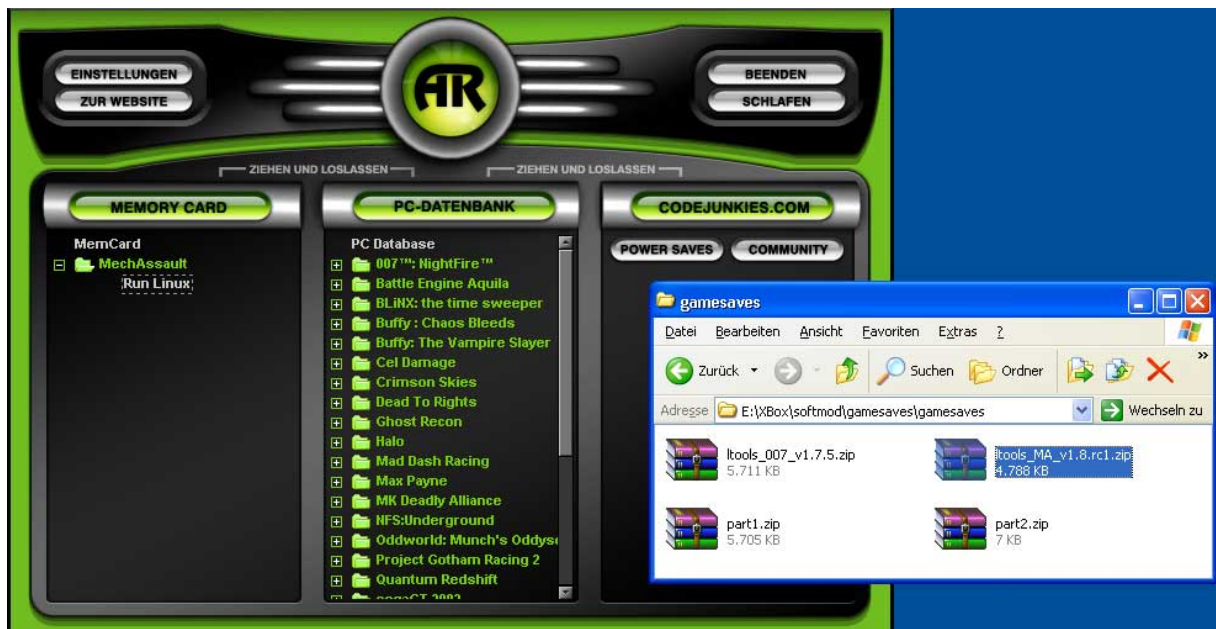 EINSTELLUNGEN
ZUR WEBSITE
AR
BEENDEN
SCHLAFEN
ZIEHEN UND LOSLASSEN
ZIEHEN UND LOSLASSEN
MEMORY CARD
MemCard
MechAssault
Run Linux
PC-DATENBANK
PC Database
007™: NightFire™
Battle Engine Aquila
BLiNX: the time sweeper
Buffy : Chaos Bleeds
Buffy: The Vampire Slayer
Cel Damage
Crimson Skies
Dead To Rights
Ghost Recon
Halo
Mad Dash Racing
Max Payne
MK Deadly Alliance
NFS:Underground
Oddworld: Munch's Oddyse
Project Gotham Racing 2
Quantum Redshift
CODEJUNKIES.COM
POWER SAVES
COMMUNITY
gamesaves
Datei Bearbeiten Ansicht Favoriten Extras ?
Zurück Suchen Ordner »
Adresse E:\XBox\softmod\gamesaves\gamesaves Wechseln zu
ltools_007_v1.7.5.zip
5.711 KB
ltools_MA_v1.8.rc1.zip
4.788 KB
part1.zip
5.705 KB
part2.zip
7 KB